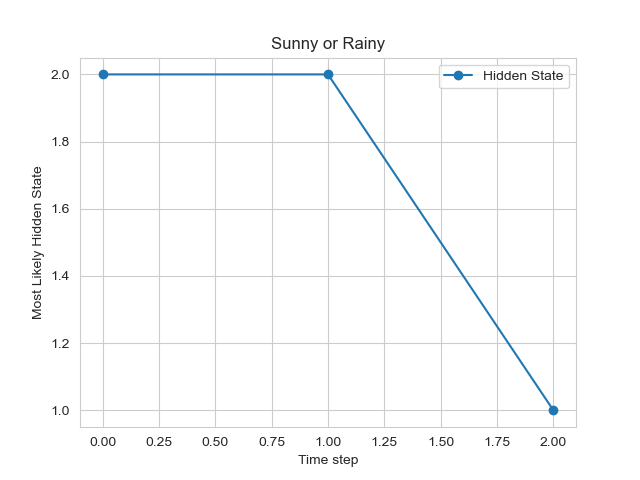 Sunny or Rainy
Hidden State
Most Likely Hidden State
2.0
1.8
1.6
1.4
1.2
1.0
0.00 0.25 0.50 0.75 1.00 1.25 1.50 1.75 2.00
Time step